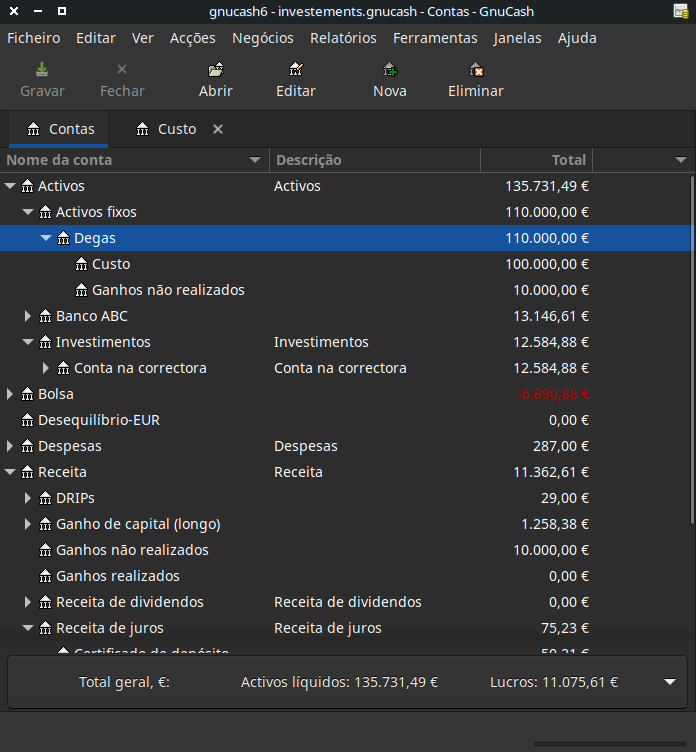 gnucash6 - investements.gnucash - Contas - GnuCash
Ficheiro Editar Ver Acções Negócios Relatórios Ferramentas Janelas Ajuda
Gravar Fechar Abrir Editar Nova Eliminar
Contas Custo
Nome da conta Descrição Total
Activos Activos 135.731,49 €
Activos fixos 110.000,00 €
Degas 110.000,00 €
Custo 100.000,00 €
Ganhos não realizados 10.000,00 €
Banco ABC 13.146,61 €
Investimentos Investimentos 12.584,88 €
Conta na correctora Conta na correctora 12.584,88 €
Bolsa -6.890,88 €
Desequilíbrio-EUR 0,00 €
Despesas Despesas 287,00 €
Receita Receita 11.362,61 €
DRIPs 29,00 €
Ganho de capital (longo) 1.258,38 €
Ganhos não realizados 10.000,00 €
Ganhos realizados 0,00 €
Receita de dividendos Receita de dividendos 0,00 €
Receita de juros Receita de juros 75,23 €
Certificado de depósito 50,21 €
Total geral, €: Activos líquidos: 135.731,49 € Lucros: 11.075,61 €